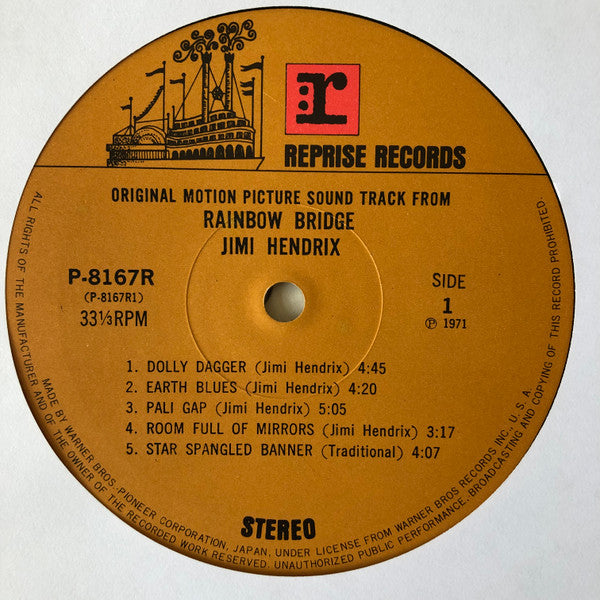 r
REPRISE RECORDS
ORIGINAL MOTION PICTURE SOUND TRACK FROM
RAINBOW BRIDGE
JIMI HENDRIX
P-8167R
(P-8167R1)
33⅓RPM
SIDE
1
℗ 1971
1. DOLLY DAGGER (Jimi Hendrix) 4:45
2. EARTH BLUES (Jimi Hendrix) 4:20
3. PALI GAP (Jimi Hendrix) 5:05
4. ROOM FULL OF MIRRORS (Jimi Hendrix) 3:17
5. STAR SPANGLED BANNER (Traditional) 4:07
STEREO
MADE BY WARNER BROS.-PIONEER CORPORATION, JAPAN, UNDER LICENSE FROM WARNER BROS RECORDS INC., U.S.A.
ALL RIGHTS OF THE MANUFACTURER AND OF THE OWNER OF THE RECORDED WORK RESERVED. UNAUTHORIZED PUBLIC PERFORMANCE, BROADCASTING AND COPYING OF THIS RECORD PROHIBITED.